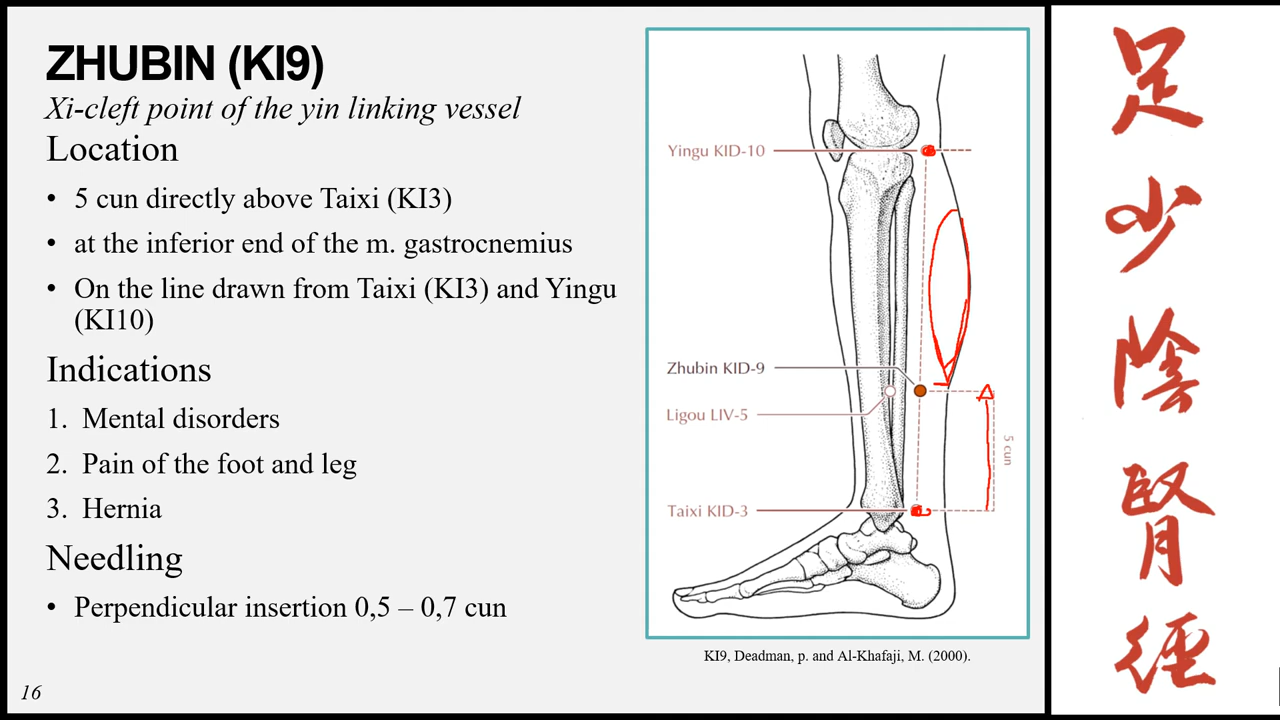 ZHUBIN (KI9)
Xi-cleft point of the yin linking vessel
Location
• 5 cun directly above Taixi (KI3)
• at the inferior end of the m. gastrocnemius
• On the line drawn from Taixi (KI3) and Yingu
(KI10)
Indications
1. Mental disorders
2. Pain of the foot and leg
3. Hernia
Needling
• Perpendicular insertion 0,5 – 0,7 cun
16
Yingu KID-10
Zhubin KID-9
Ligou LIV-5
5 cun
Taixi KID-3
KI9, Deadman, p. and Al-Khafaji, M. (2000).
足
少
陰
腎
徑